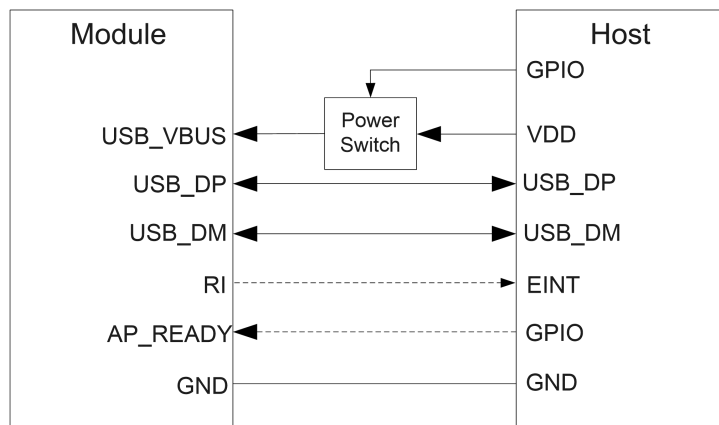 Module
Host
GPIO
Power
Switch
USB_VBUS
VDD
USB_DP
USB_DP
USB_DM
USB_DM
RI
EINT
AP_READY
GPIO
GND
GND